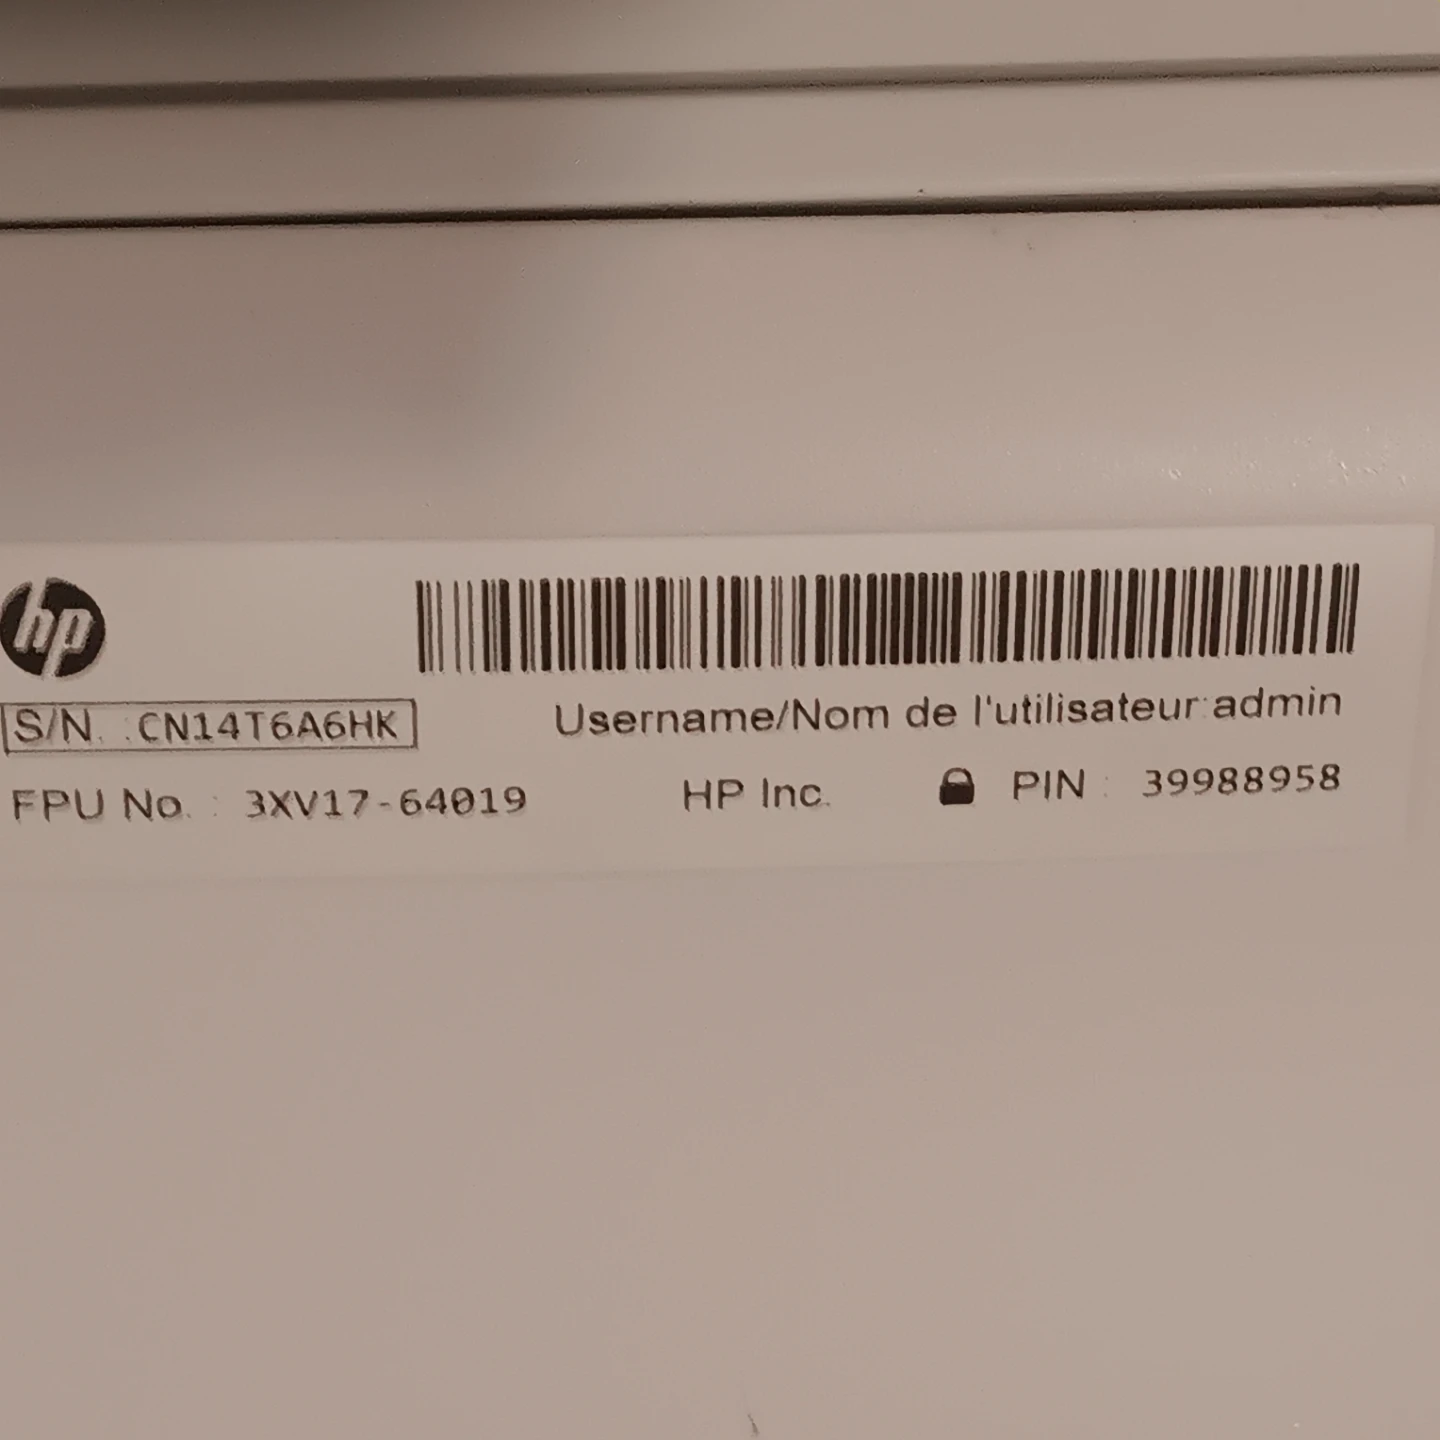 hp
S/N. : CN14T6A6HK
Username/Nom de l'utilisateur:admin
FPU No. : 3XV17-64019 HP Inc. PIN : 39988958